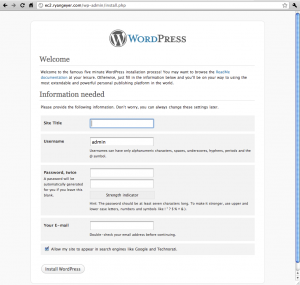 ec2.ryangeyer.com/wp-admin/install.php
WORDPRESS
Welcome
Welcome to the famous five minute WordPress installation process! You may want to browse the ReadMe
documentation at your leisure. Otherwise, just fill in the information below and you'll be on your way to using the
most extendable and powerful personal publishing platform in the world.
Information needed
Please provide the following information. Don't worry, you can always change these settings later.
Site Title
Username
admin
Usernames can have only alphanumeric characters, spaces, underscores, hyphens, periods and the
@ symbol.
Password, twice
A password will be
automatically generated
for you if you leave this
blank.
Strength indicator
Hint: The password should be at least seven characters long. To make it stronger, use upper and
lower case letters, numbers and symbols like ! " ? $ % ^ & ).
Your E-mail
Double-check your email address before continuing.
Allow my site to appear in search engines like Google and Technorati.
Install WordPress